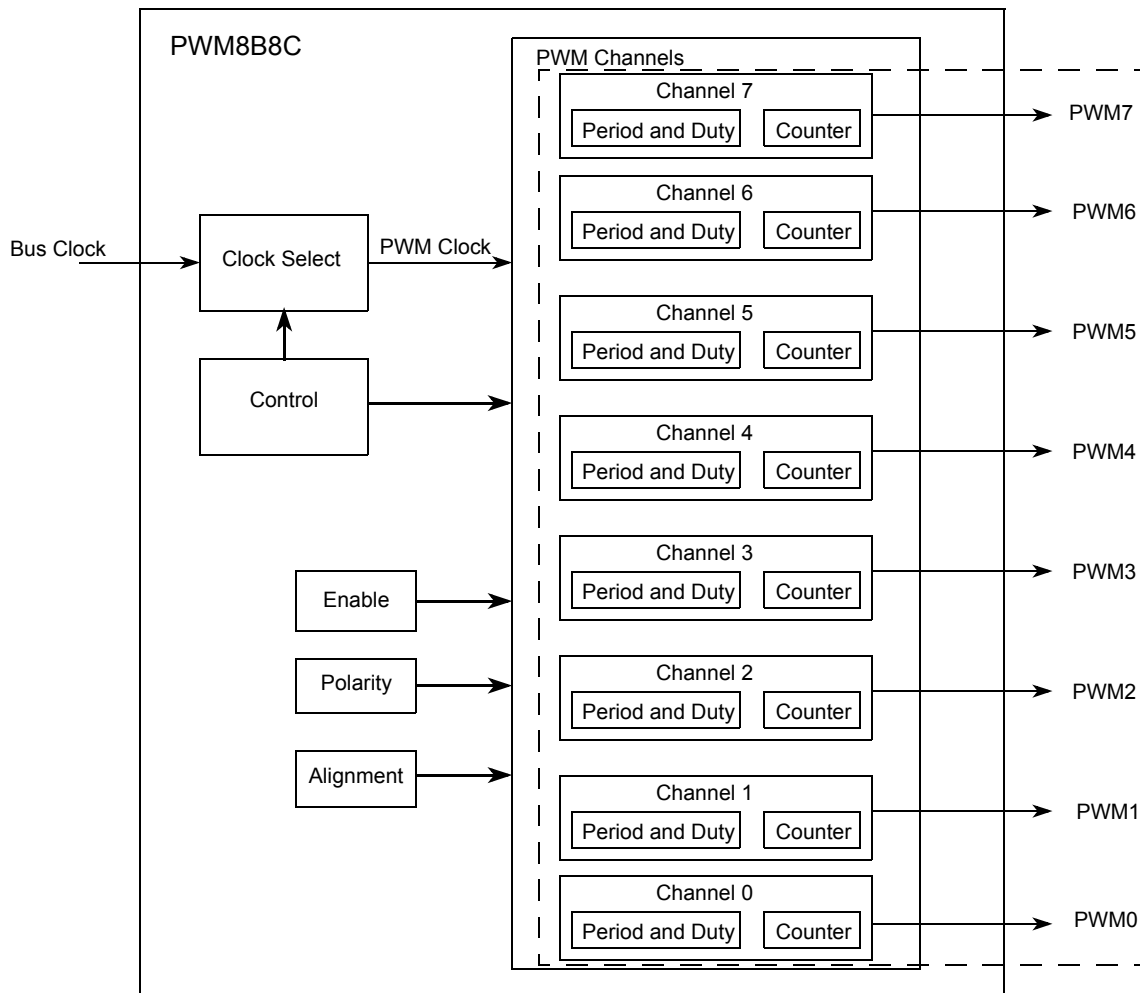 PWM8B8C
PWM Channels
Channel 7
Period and Duty
Counter
PWM7
Channel 6
Period and Duty
Counter
PWM6
Bus Clock
Clock Select
PWM Clock
Channel 5
Period and Duty
Counter
PWM5
Control
Channel 4
Period and Duty
Counter
PWM4
Channel 3
Period and Duty
Counter
PWM3
Enable
Polarity
Channel 2
Period and Duty
Counter
PWM2
Alignment
Channel 1
Period and Duty
Counter
PWM1
Channel 0
Period and Duty
Counter
PWM0